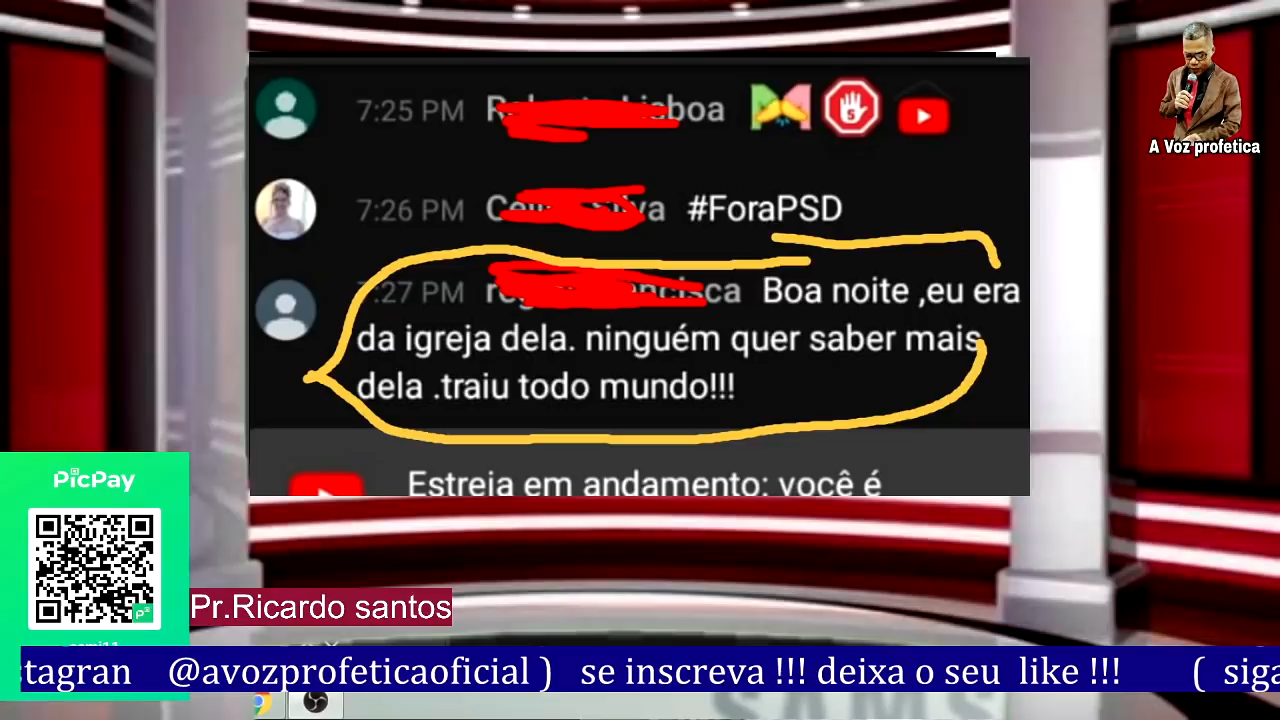 7:25 PM
A Voz profetica
7:26 PM #ForaPSD
:27 PM Boa noite ,eu era
da igreja dela. ninguém quer saber mais
dela .traiu todo mundo!!!
Estreia em andamento: você é
PicPay
Pr.Ricardo santos
stagran @avozprofeticaoficial ) se inscreva !!! deixa o seu like !!! ( siga